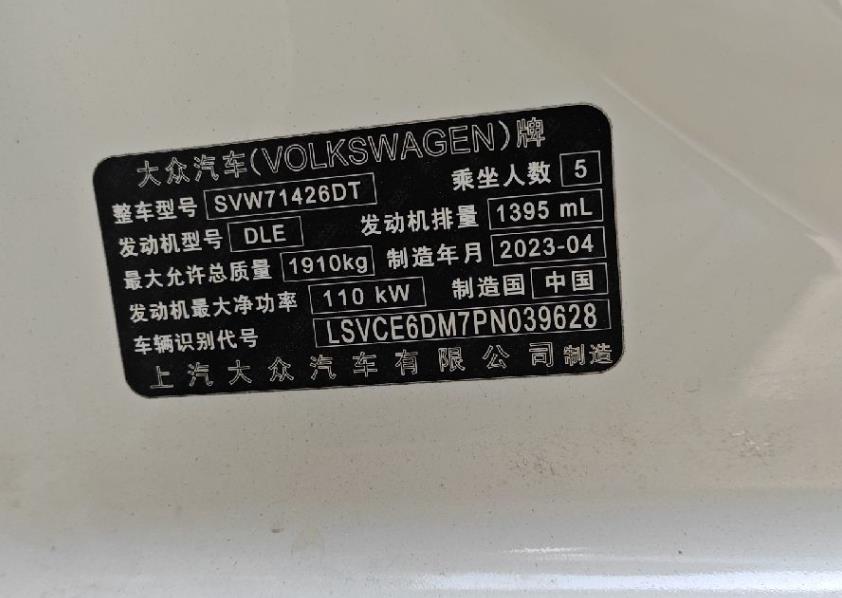 大众汽车(VOLKSWAGEN)牌
整车型号 SVW71426DT 乘坐人数 5
发动机型号 DLE 发动机排量 1395 mL
最大允许总质量 1910kg 制造年月 2023-04
发动机最大净功率 110 kW 制造国 中国
车辆识别代号 LSVCE6DM7PN039628
上汽大众汽车有限公司制造